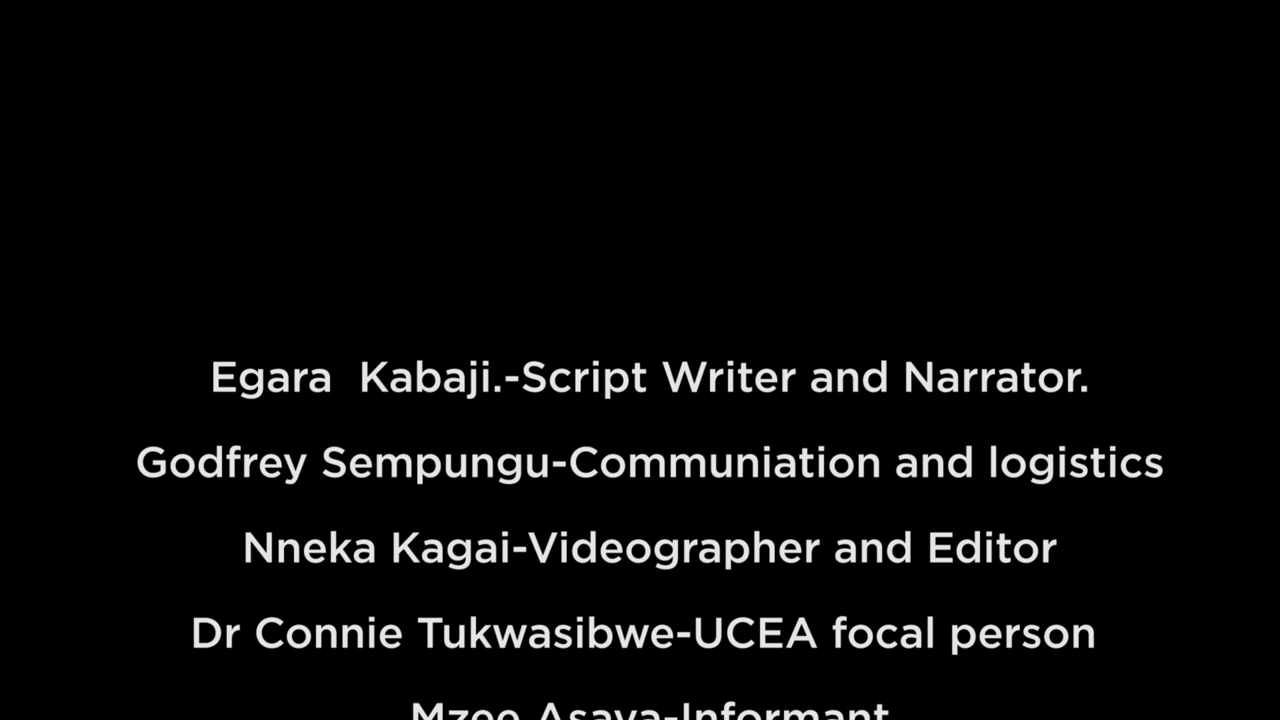 Egara  Kabaji.-Script Writer and Narrator.
Godfrey Sempungu-Communiation and logistics
Nneka Kagai-Videographer and Editor
Dr Connie Tukwasibwe-UCEA focal person
Mzee Asava-Informant